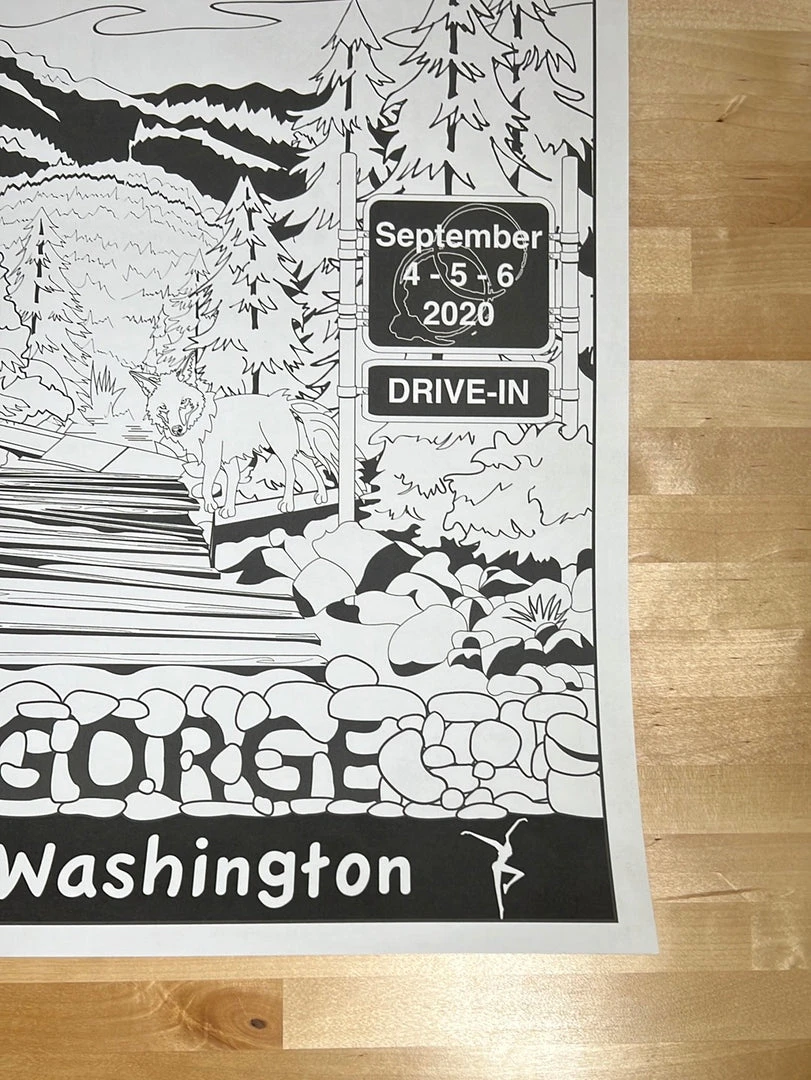 September
4 - 5 - 6
2020
DRIVE-IN
GORGE
Washington